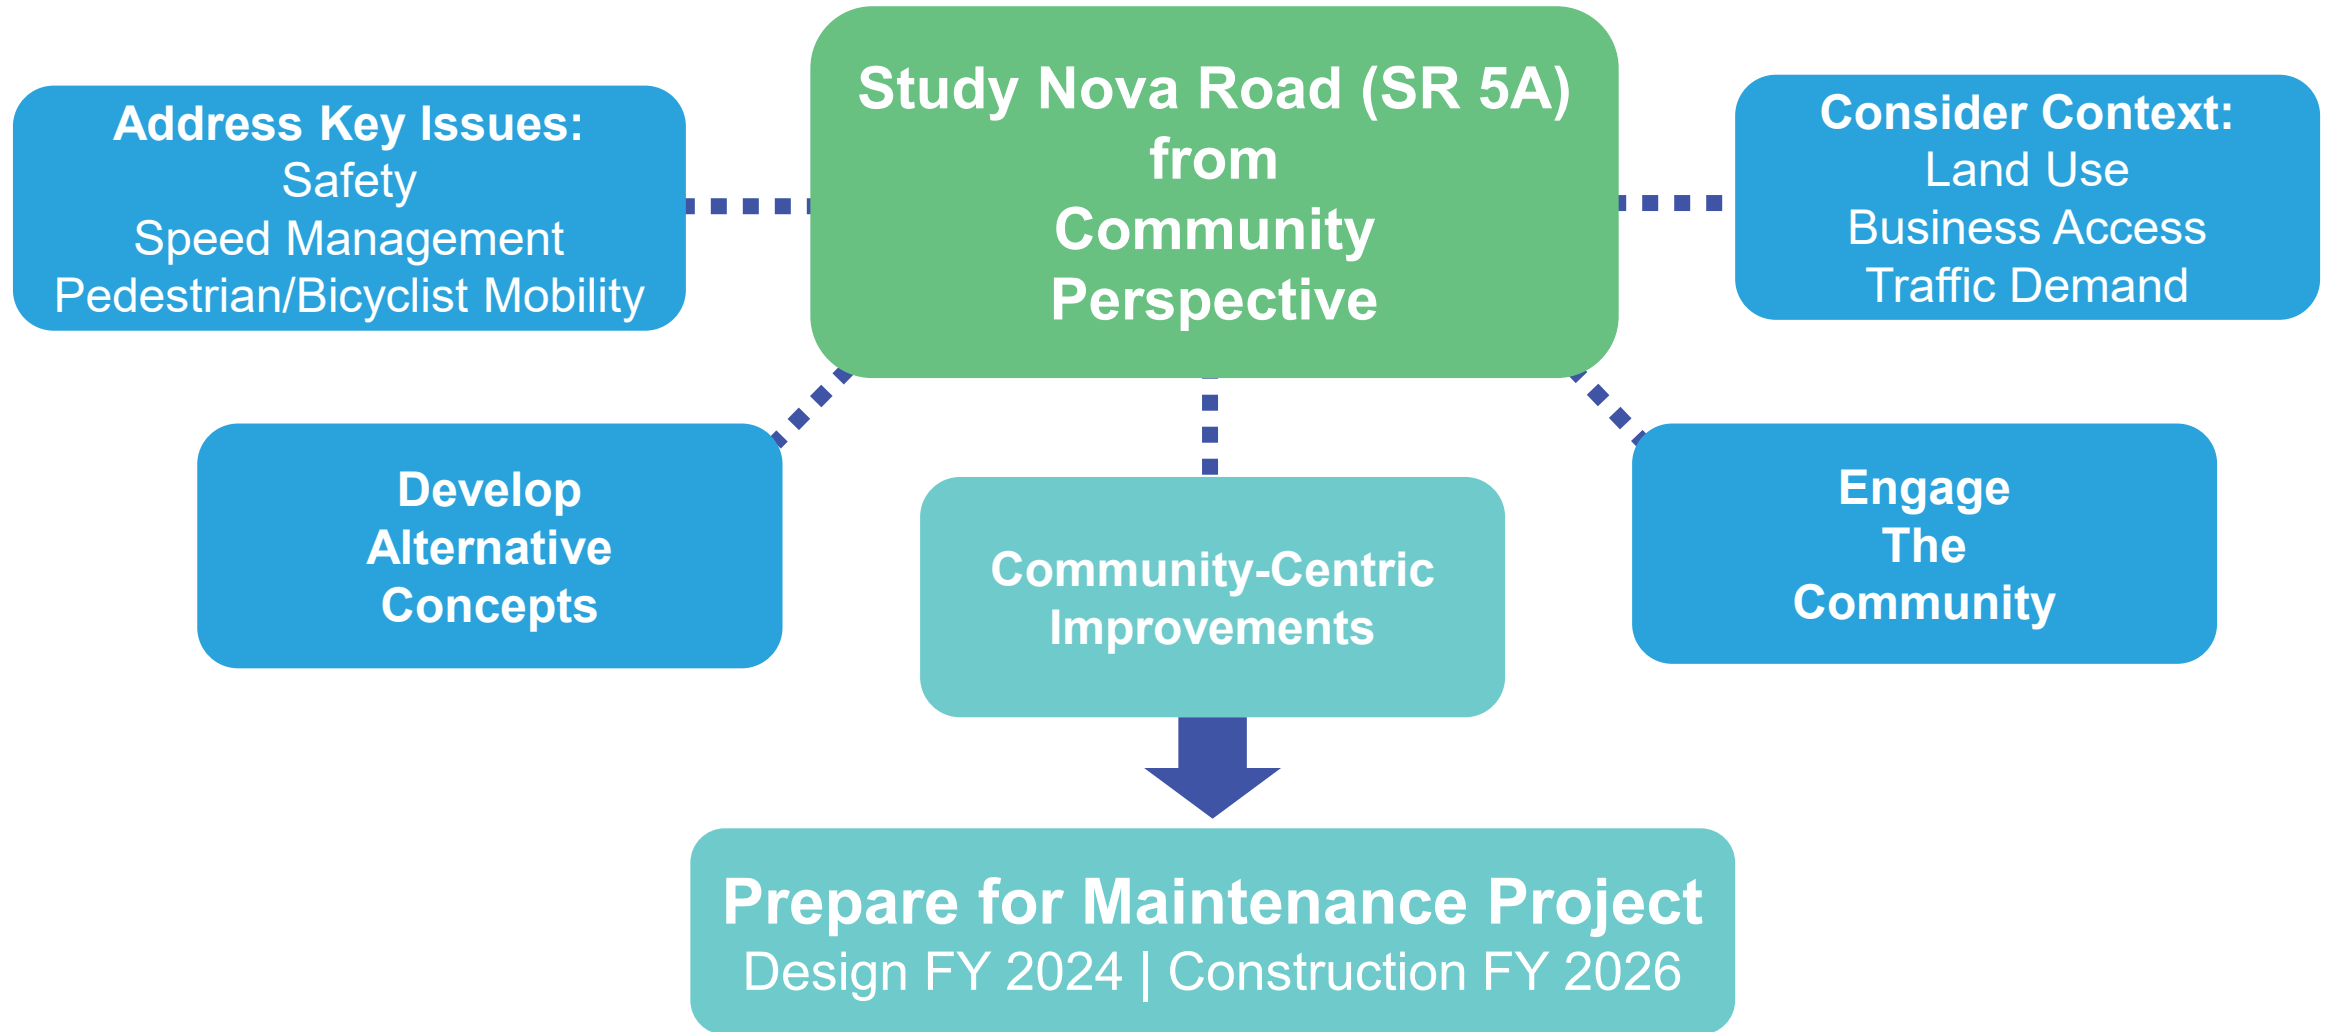 Study Nova Road (SR 5A)
from
Community
Perspective
Address Key Issues:
Safety
Speed Management
Pedestrian/Bicyclist Mobility
Consider Context:
Land Use
Business Access
Traffic Demand
Develop
Alternative
Concepts
Community-Centric
Improvements
Engage
The
Community
Prepare for Maintenance Project
Design FY 2024 | Construction FY 2026